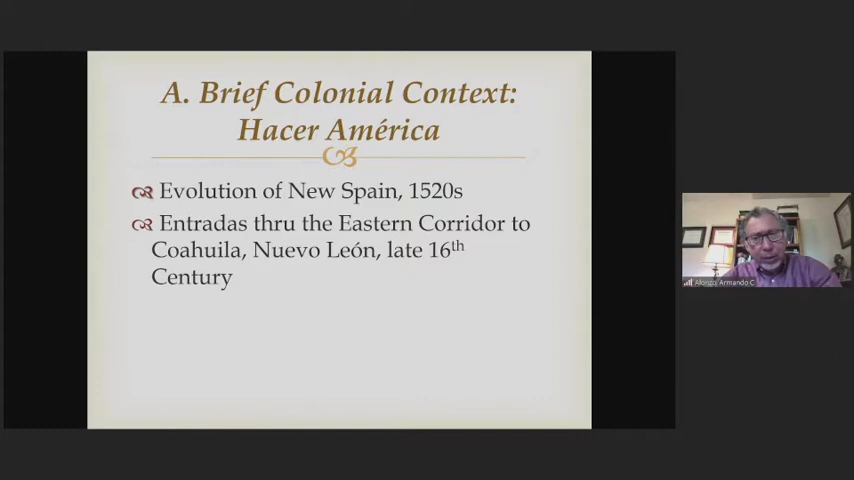 A. Brief Colonial Context:
Hacer América
Evolution of New Spain, 1520s
Entradas thru the Eastern Corridor to
Coahuila, Nuevo León, late 16th
Century
Alonzo, Armando C